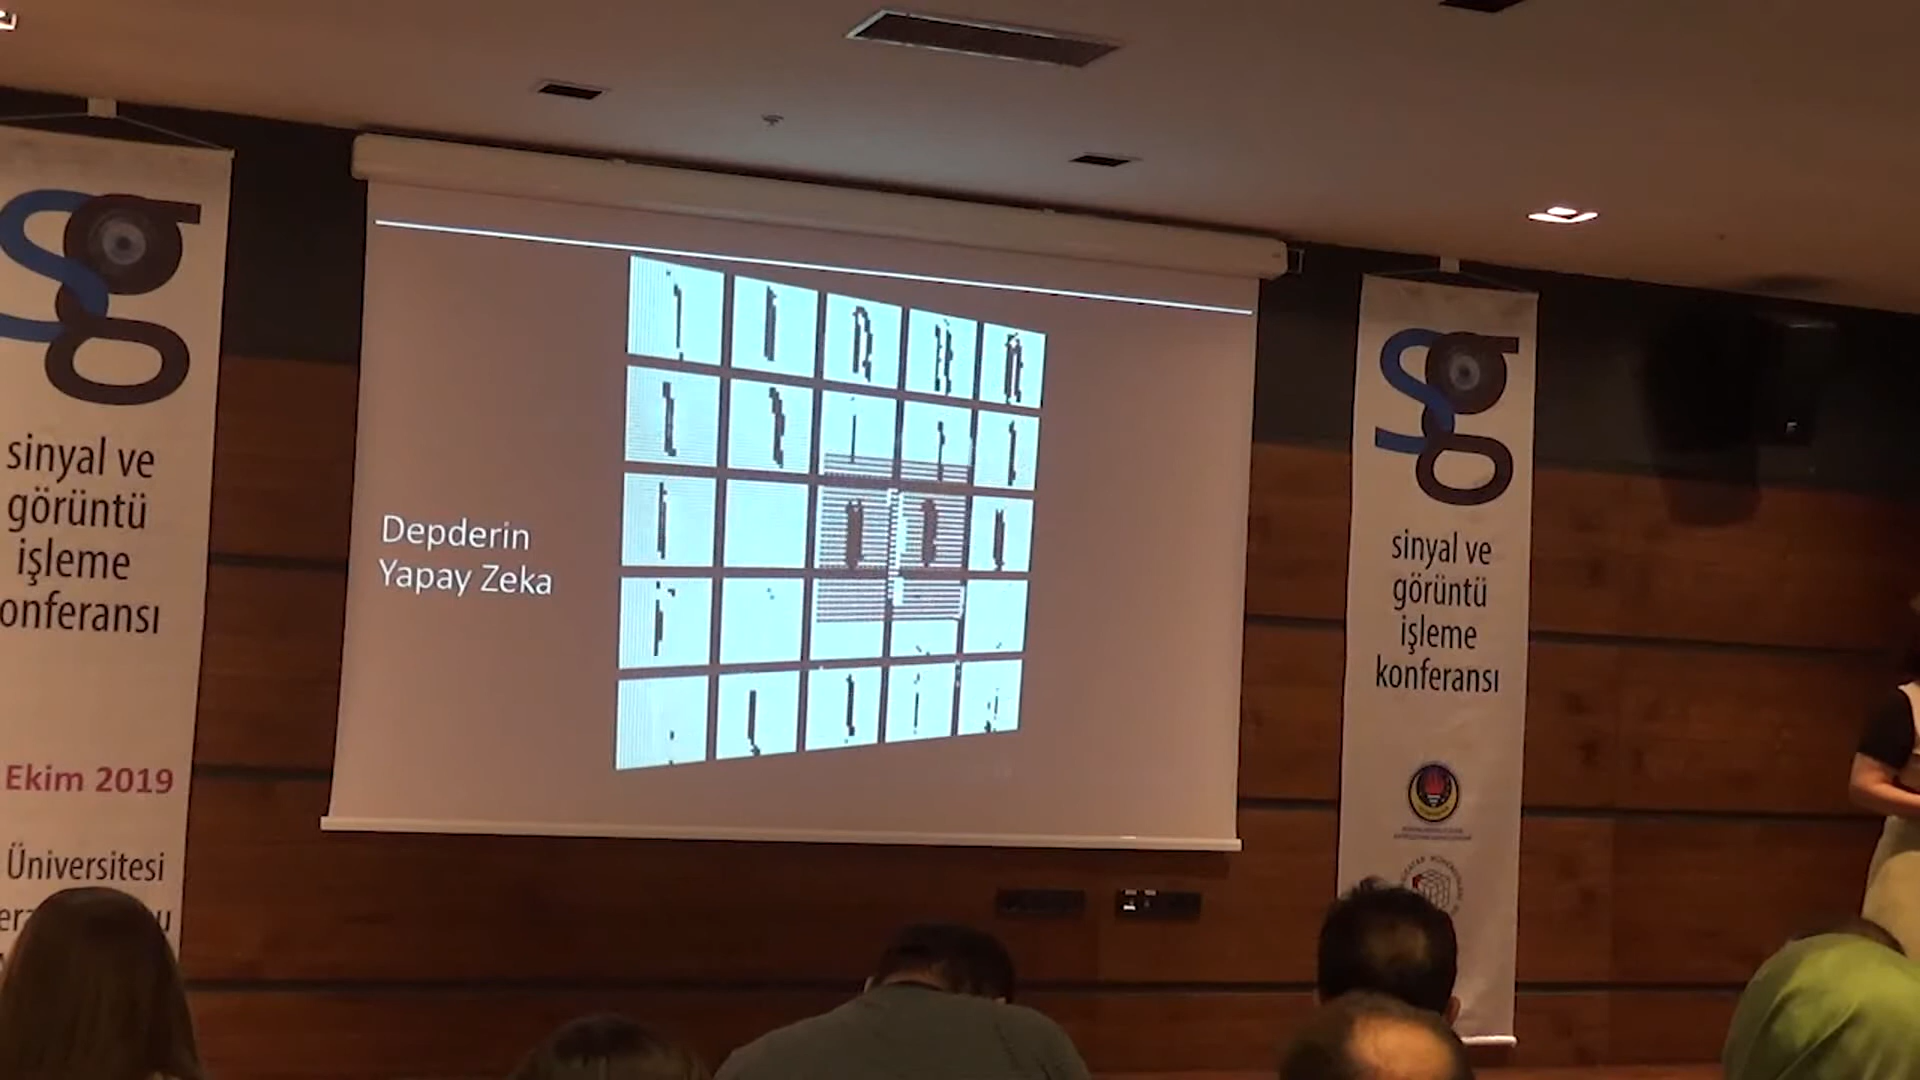 sinyal ve
görüntü
işleme
onferansı
Ekim 2019
Üniversitesi
Depderin
Yapay Zeka
sinyal ve
görüntü
işleme
konferansı